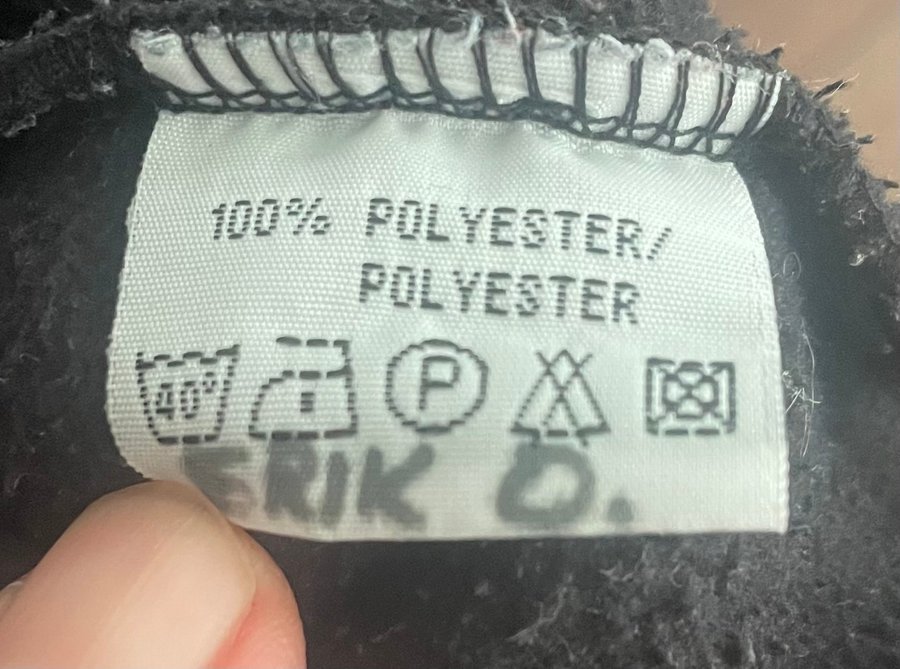 100% POLYESTER/
POLYESTER
40° P
ERIK O.